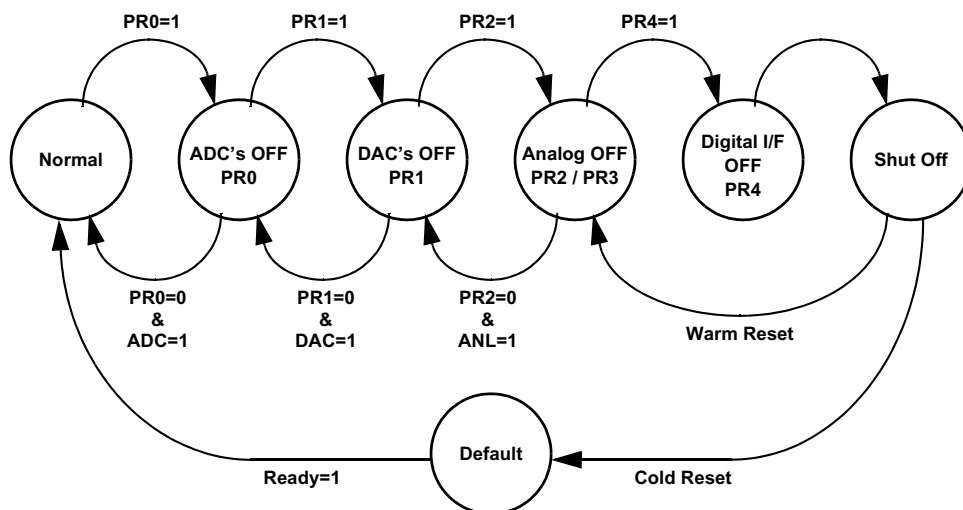 PR0=1
PR1=1
PR2=1
PR4=1
Normal
ADC's OFF
PR0
DAC's OFF
PR1
Analog OFF
PR2 / PR3
Digital I/F
OFF
PR4
Shut Off
PR0=0
&
ADC=1
PR1=0
&
DAC=1
PR2=0
&
ANL=1
Warm Reset
Default
Ready=1
Cold Reset